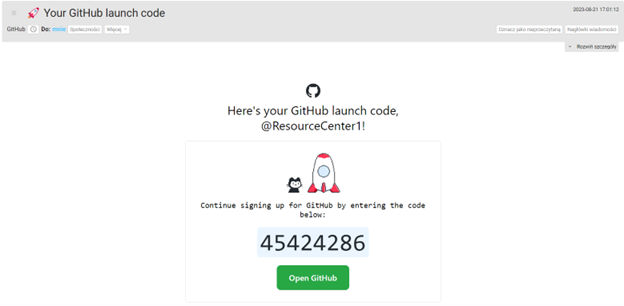 🚀 Your GitHub launch code
2023-08-21 17:01:12
GitHub Do: mnie Społeczności Więcej
Oznacz jako nieprzeczytaną Nagłówki wiadomości
Rozwiń szczegóły
Here's your GitHub launch code,
@ResourceCenter1!
Continue signing up for GitHub by entering the code
below:
45424286
Open GitHub